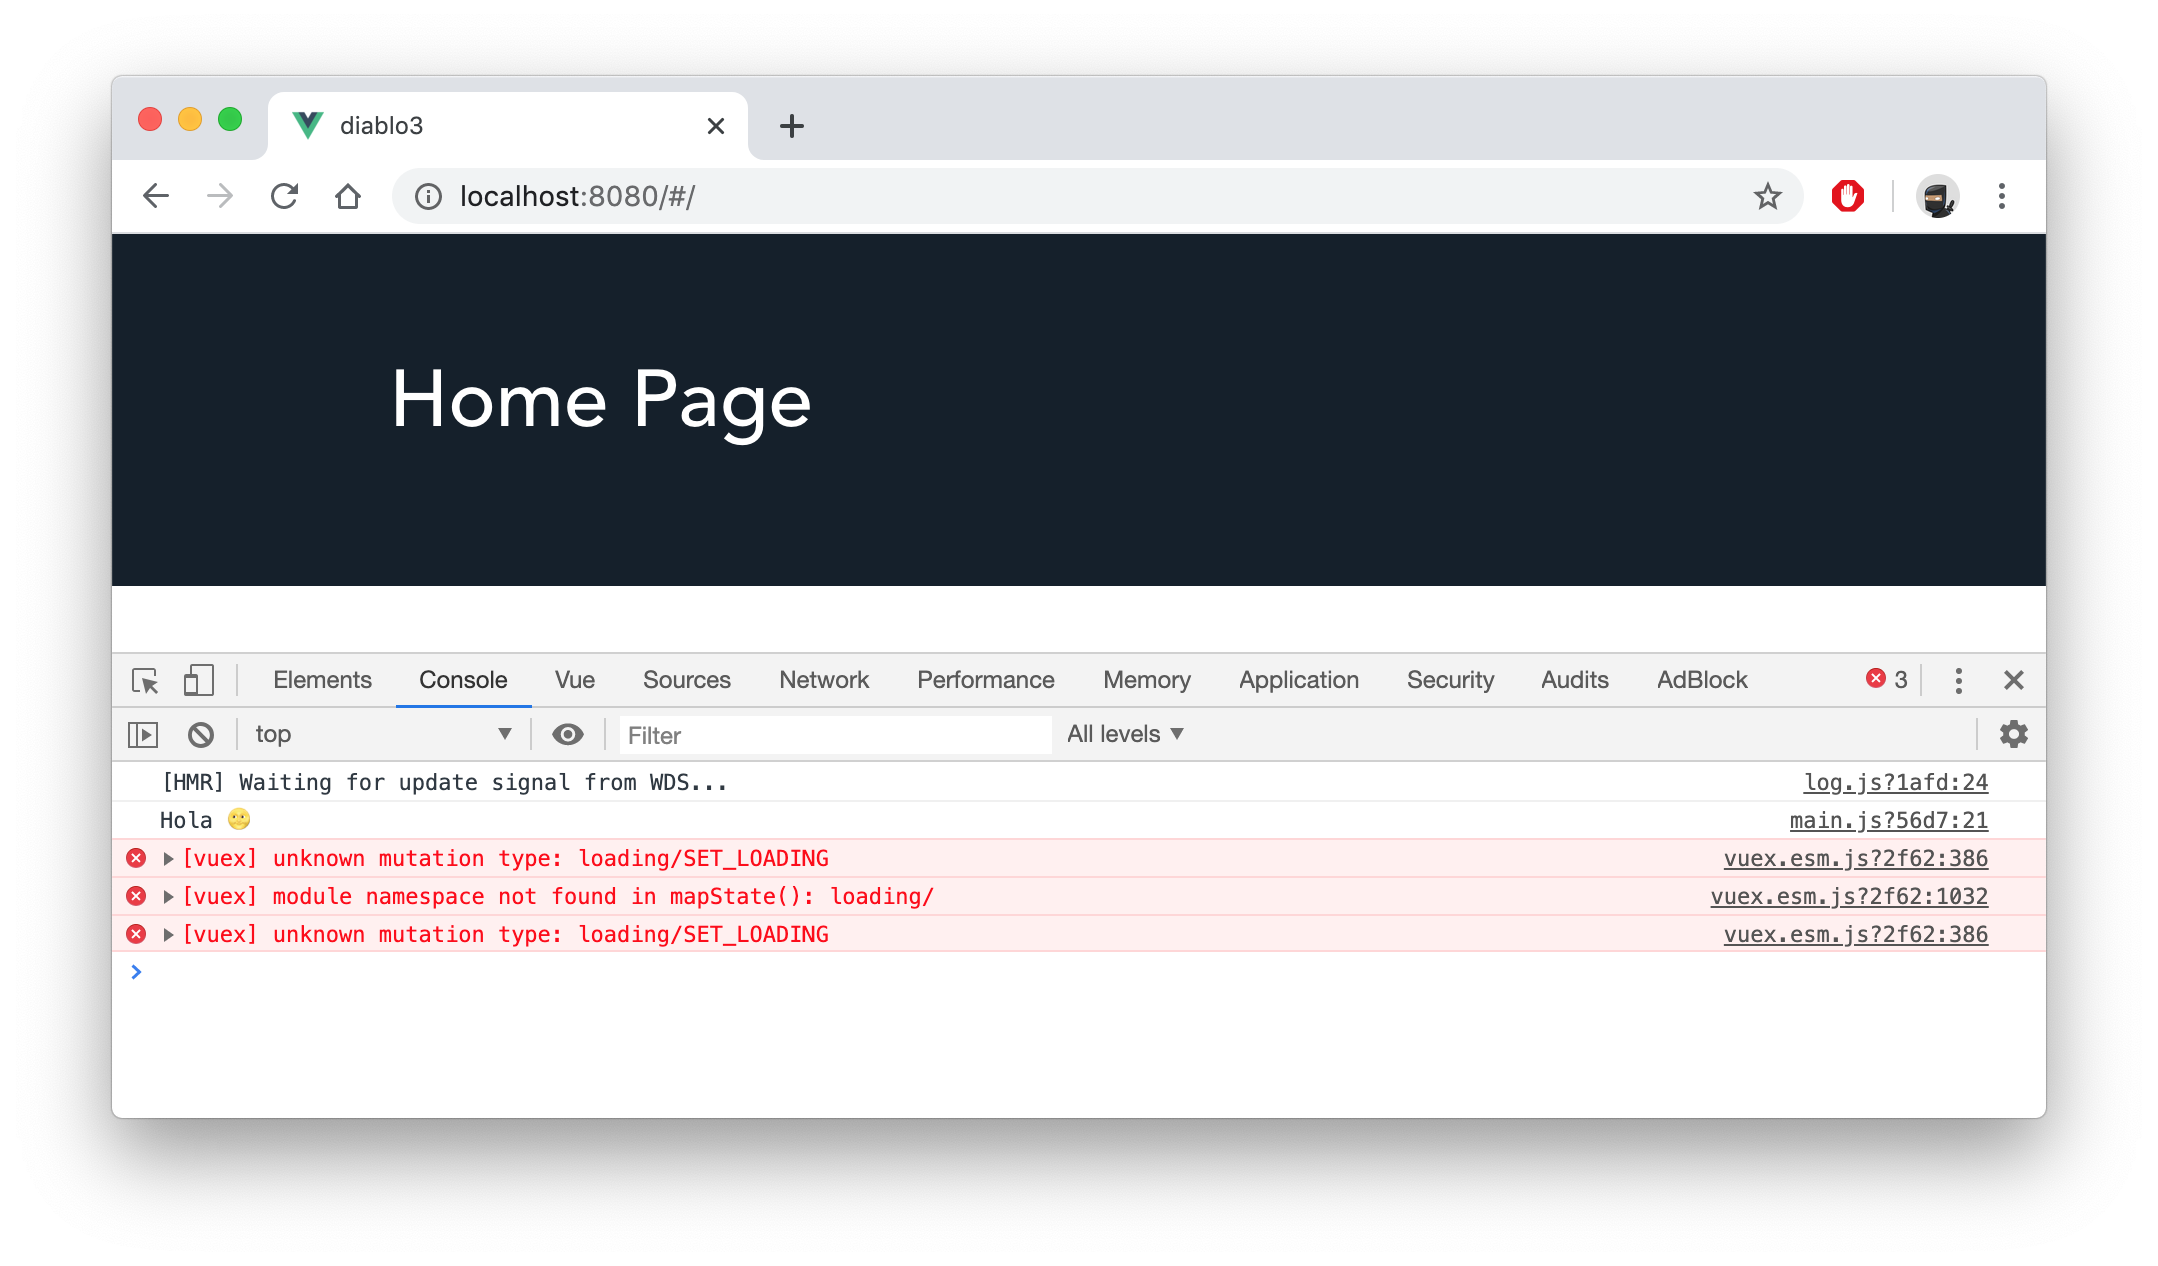 diablo3
localhost:8080/#/
Home Page
Elements Console Vue Sources Network Performance Memory Application Security Audits AdBlock 3
top Filter All levels
[HMR] Waiting for update signal from WDS... log.js?1afd:24
Hola 🌝 main.js?56d7:21
[vuex] unknown mutation type: loading/SET_LOADING vuex.esm.js?2f62:386
[vuex] module namespace not found in mapState(): loading/ vuex.esm.js?2f62:1032
[vuex] unknown mutation type: loading/SET_LOADING vuex.esm.js?2f62:386